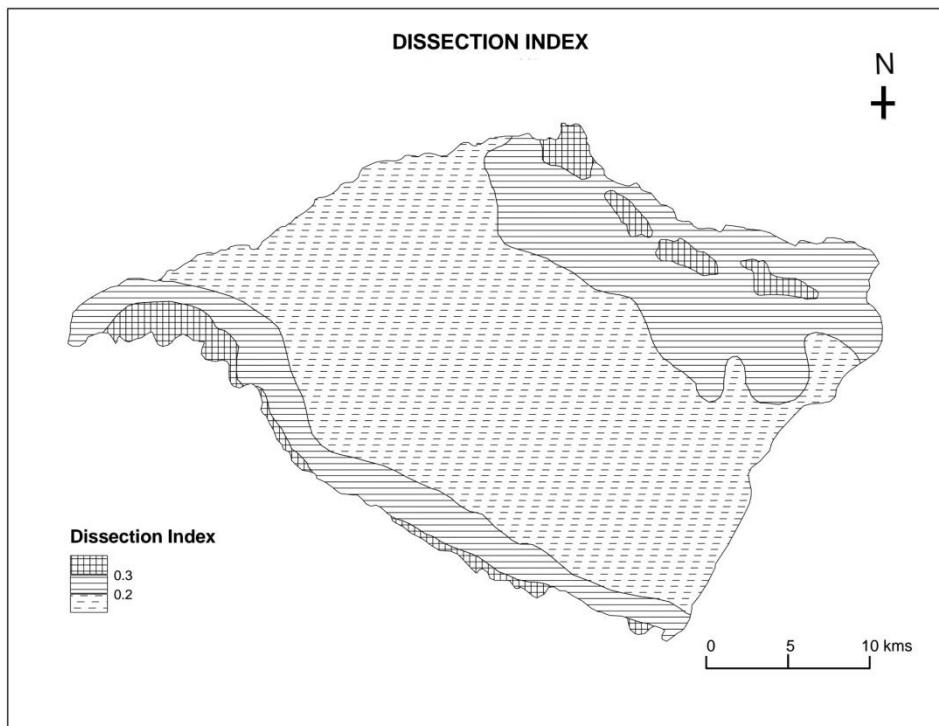 DISSECTION INDEX
N
Dissection Index
0.3
0.2
0 5 10 kms